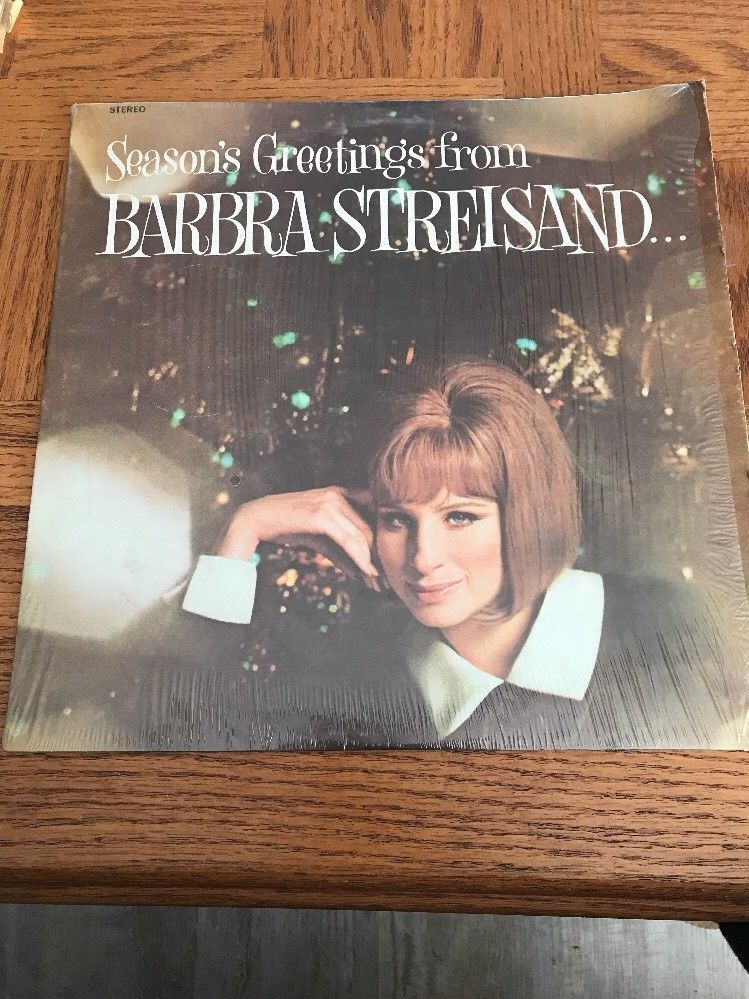 STEREO
Season's Greetings from
BARBRA STREISAND...